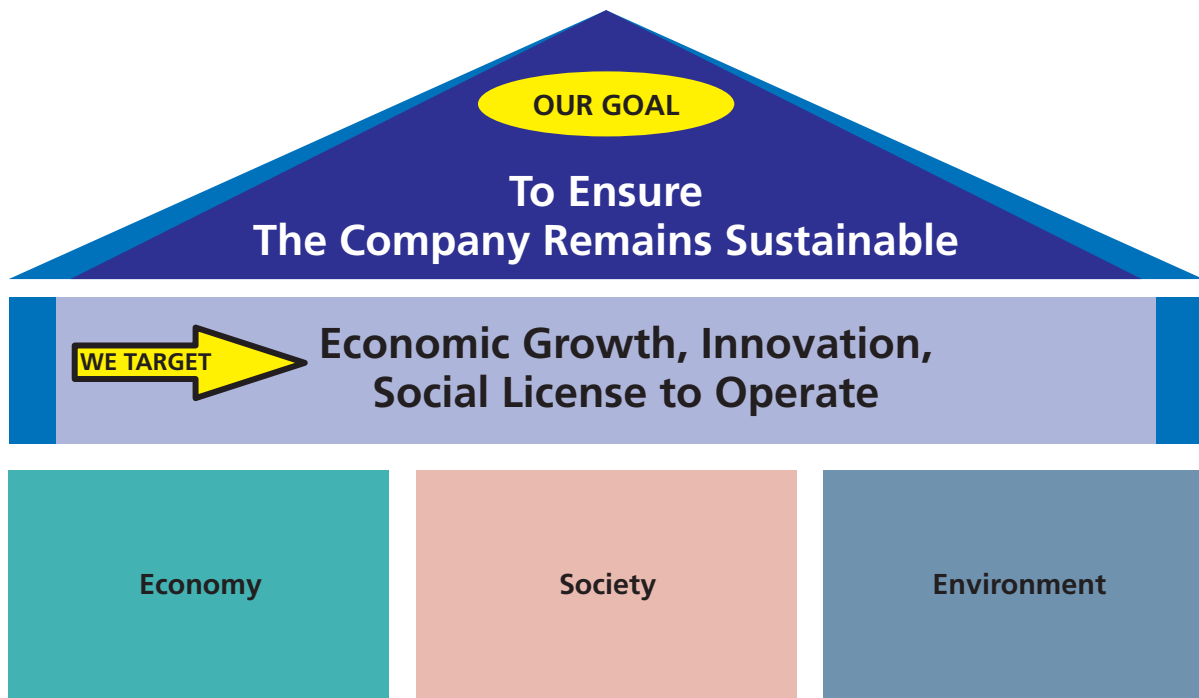 OUR GOAL
To Ensure
The Company Remains Sustainable
WE TARGET
Economic Growth, Innovation,
Social License to Operate
Economy
Society
Environment